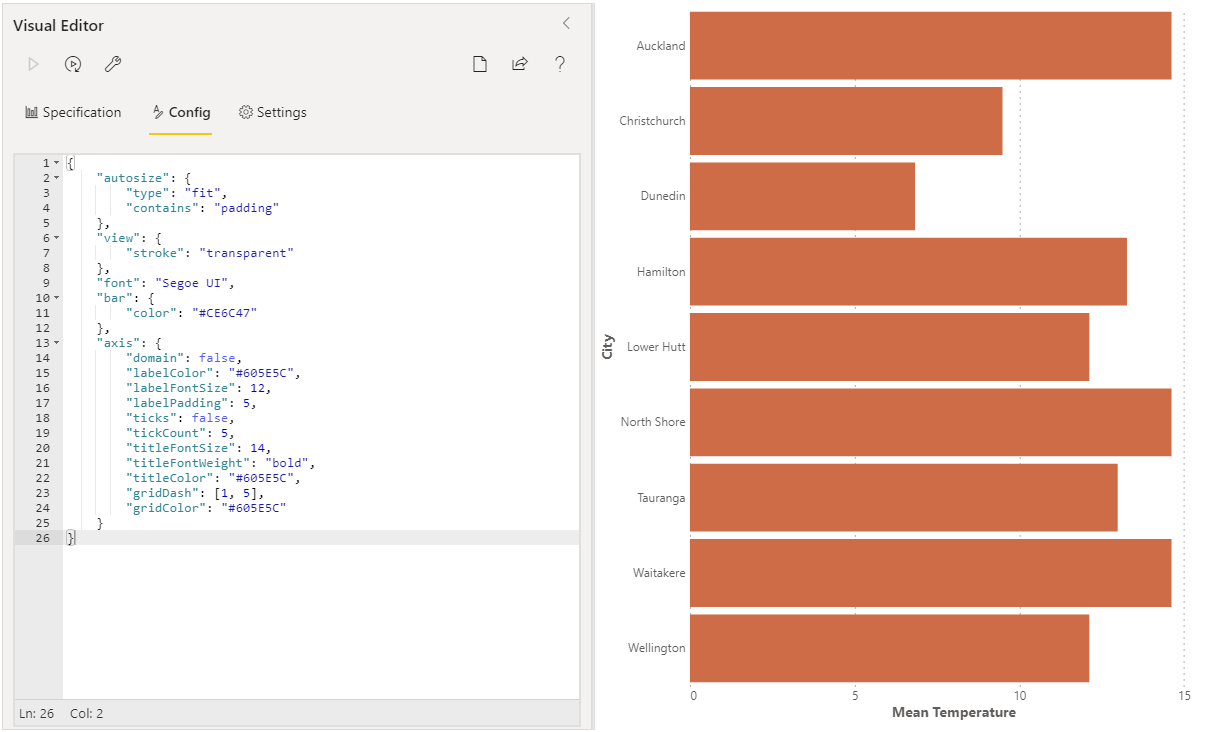 Visual Editor
Specification Config Settings
1 {
2 "autosize": {
3 "type": "fit",
4 "contains": "padding"
5 },
6 "view": {
7 "stroke": "transparent"
8 },
9 "font": "Segoe UI",
10 "bar": {
11 "color": "#CE6C47"
12 },
13 "axis": {
14 "domain": false,
15 "labelColor": "#605E5C",
16 "labelFontSize": 12,
17 "labelPadding": 5,
18 "ticks": false,
19 "tickCount": 5,
20 "titleFontSize": 14,
21 "titleFontWeight": "bold",
22 "titleColor": "#605E5C",
23 "gridDash": [1, 5],
24 "gridColor": "#605E5C"
25 }
26 }
Ln: 26 Col: 2
City
Auckland
Christchurch
Dunedin
Hamilton
Lower Hutt
North Shore
Tauranga
Waitakere
Wellington
0 5 10 15
Mean Temperature